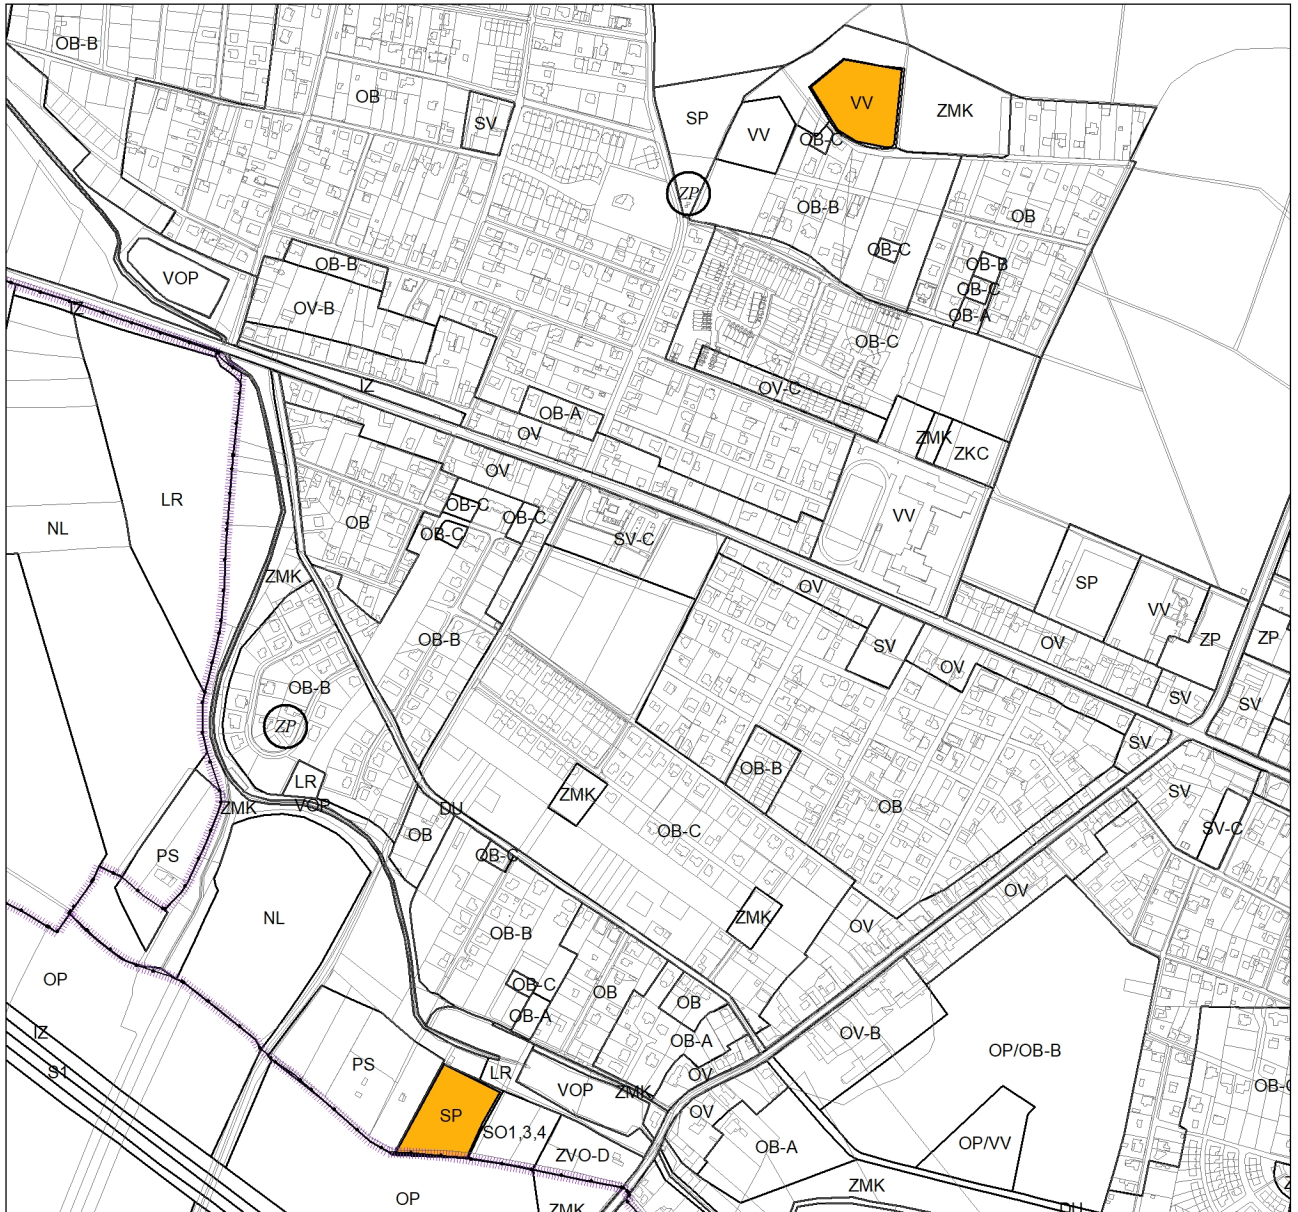 OB-B
OB
SV
SP
VV
VV
ZMK
OB-C
ZP
OB-B
OB
OB-C
OB-B
OB-C
OB-A
VOP
OB-B
OV-B
IZ
IZ
OB-C
OV-C
OB-A
OV
ZMK
ZKC
OV
LR
NL
OB
OB-C
OB-C
OB-C
SV-C
VV
ZMK
OV
SP
VV
ZP
ZP
OB-B
SV
OV
OV
SV
SV
OB-B
ZP
SV
OB-B
LR
ZMK
VOP
DU
ZMK
OB
OB-C
OB
SV
SV-C
PS
OB-C
OV
NL
ZMK
OV
OB-B
OP
OB-C
OB
OB
OB-A
OB-A
OV-B
IZ
S1
PS
LR
VOP
ZMK
OV
OV
OP/OB-B
OB-C
SP
SO1,3,4
ZVO-D
OB-A
OP/VV
OP
ZMK
ZMK
DU